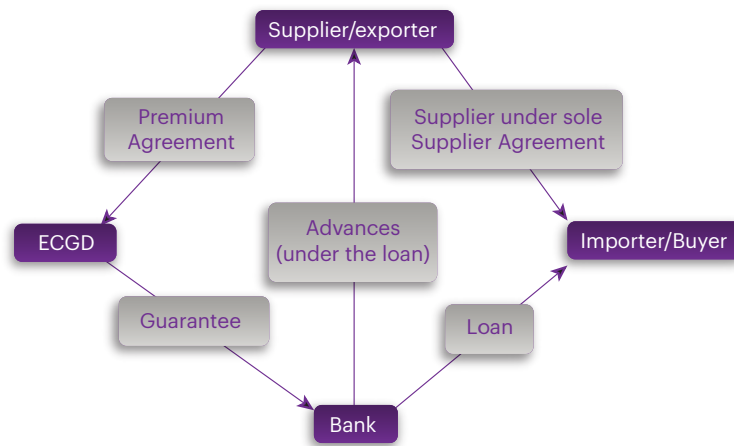 Supplier/exporter
Premium
Agreement
Supplier under sole
Supplier Agreement
ECGD
Advances
(under the loan)
Importer/Buyer
Guarantee
Loan
Bank